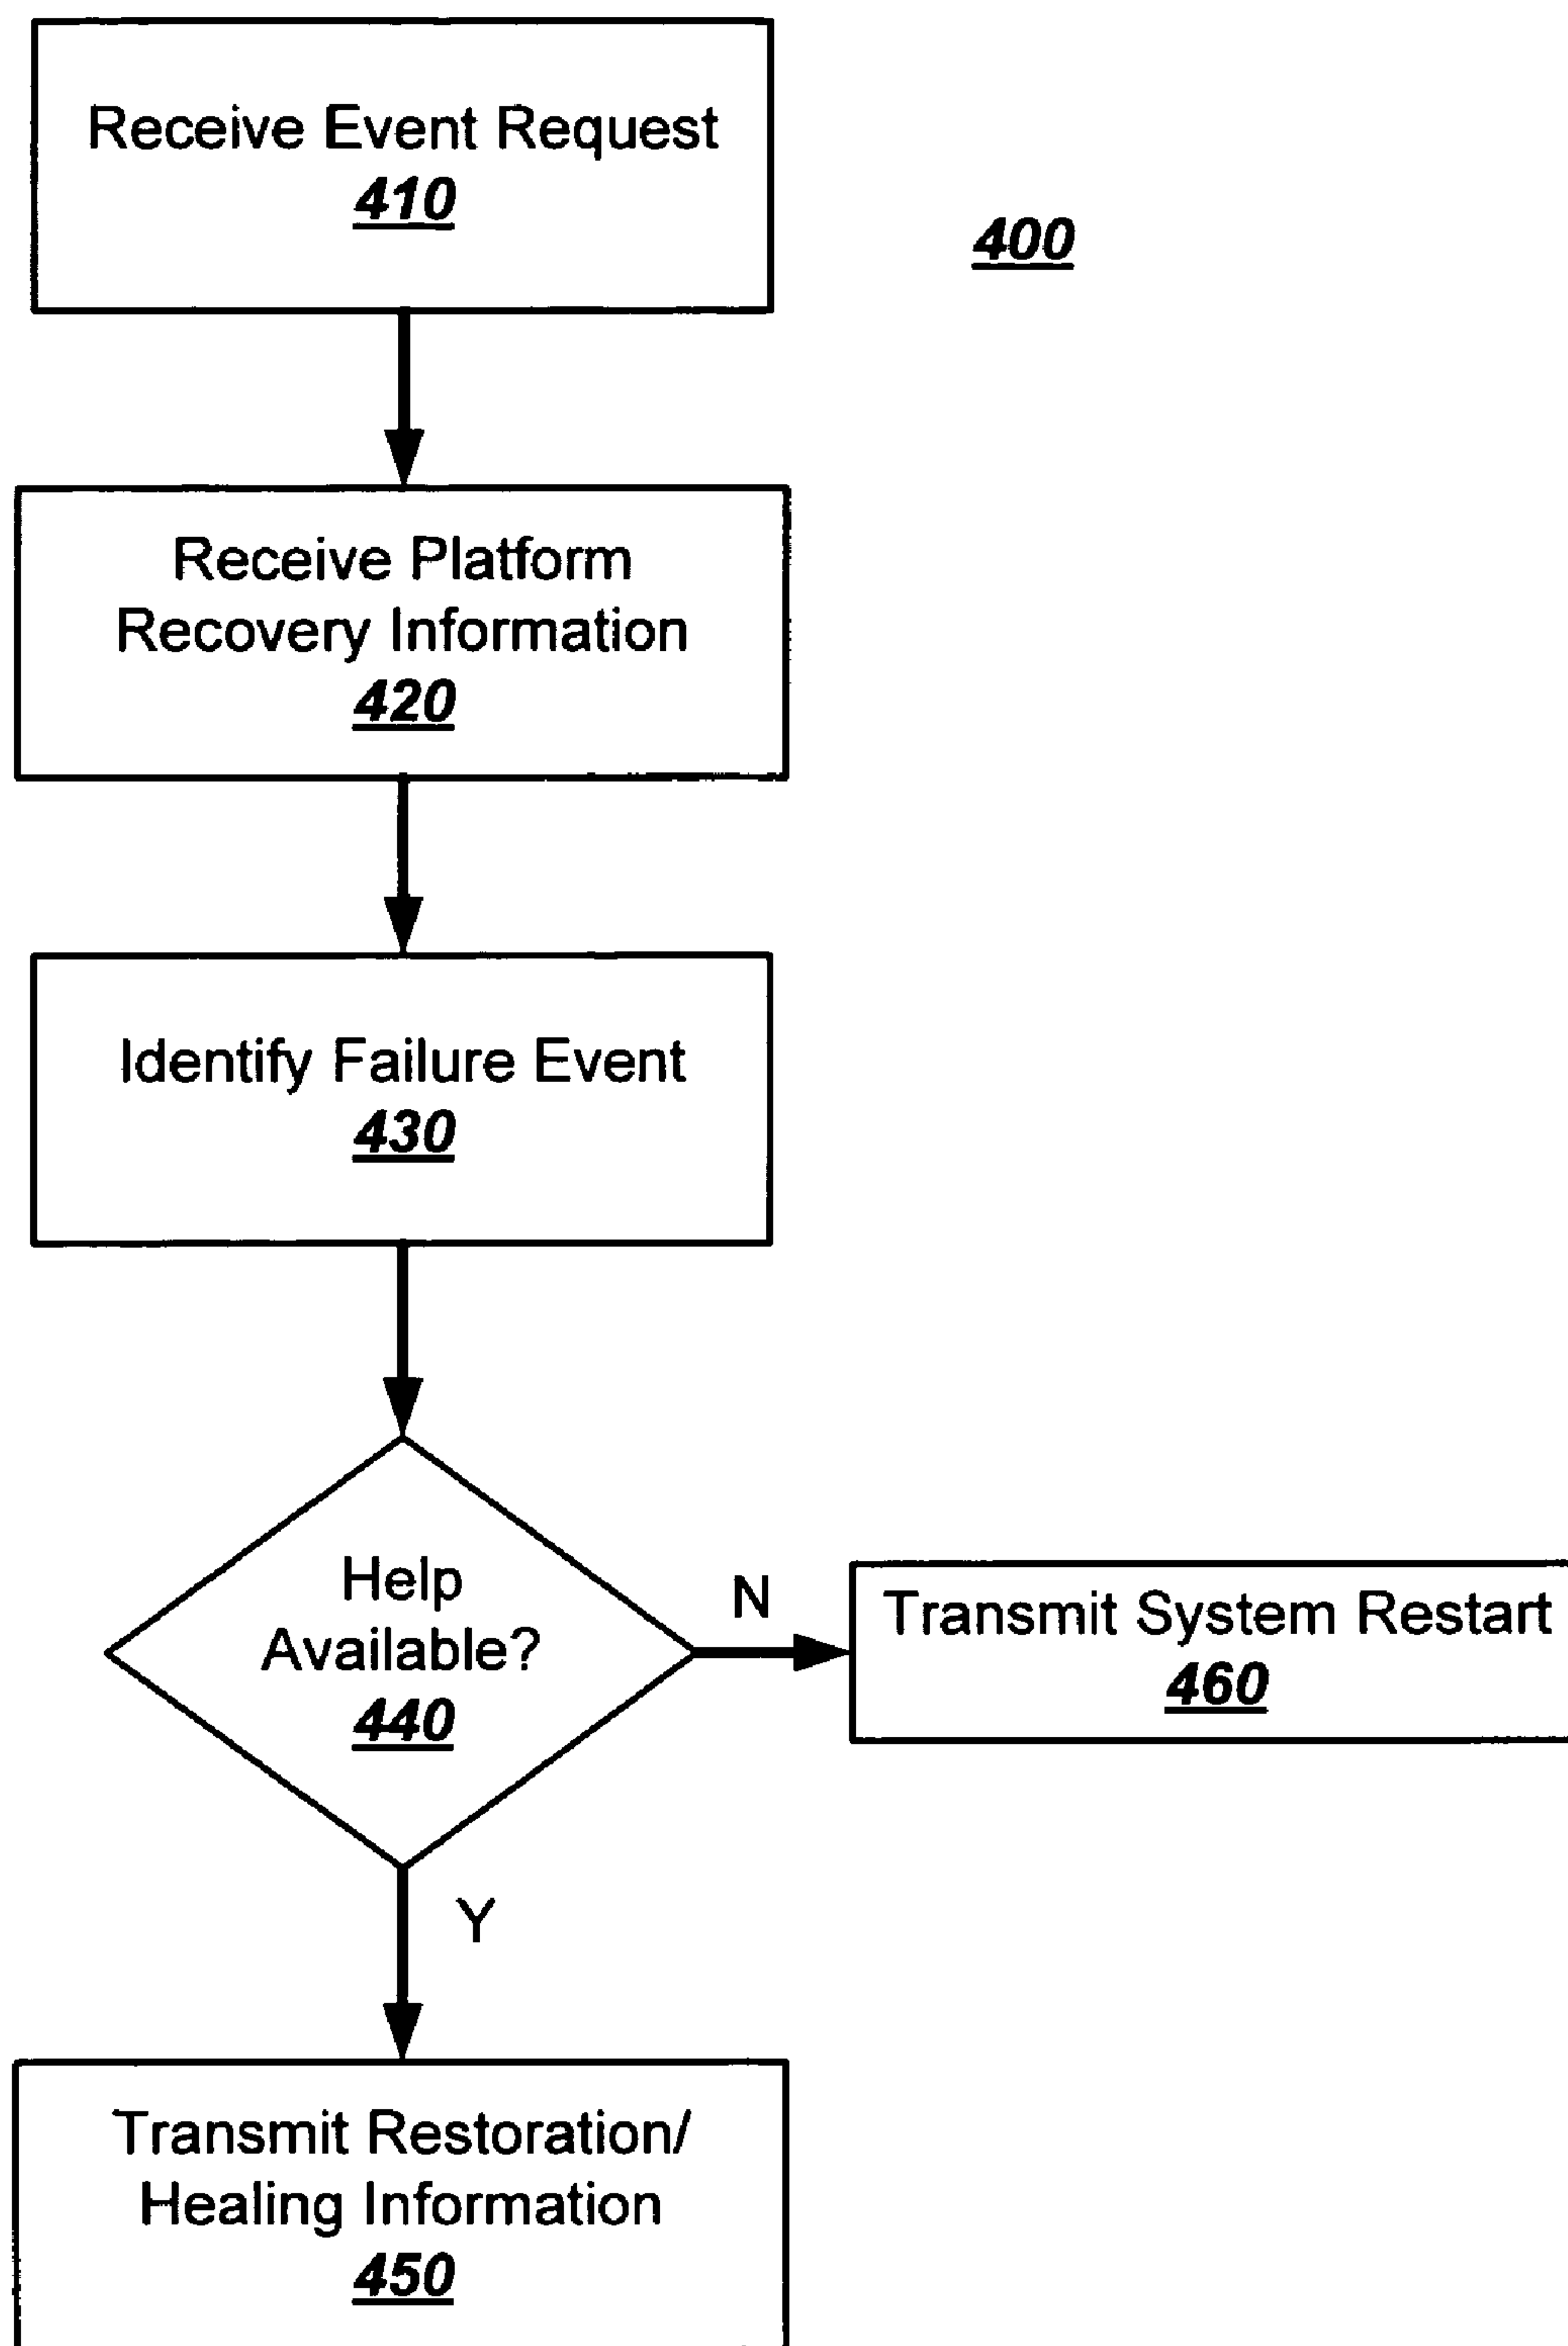 Receive Event Request
410
400
Receive Platform
Recovery Information
420
Identify Failure Event
430
Help
Available?
440
N
Transmit System Restart
460
Y
Transmit Restoration/
Healing Information
450